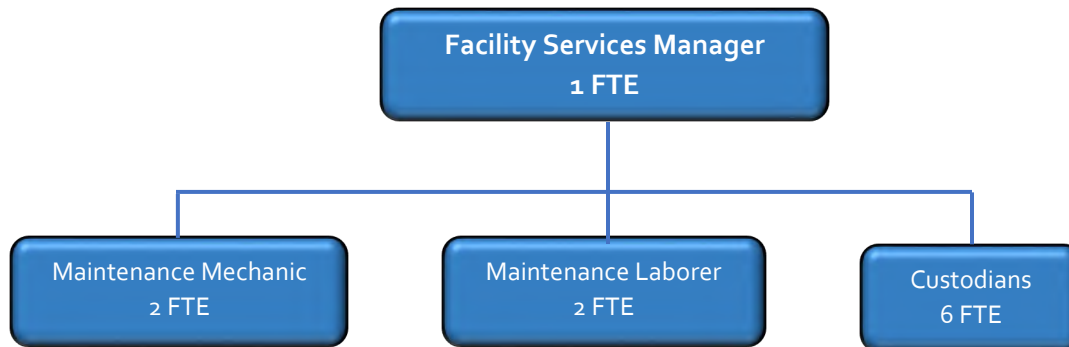 Facility Services Manager
1 FTE
Maintenance Mechanic
2 FTE
Maintenance Laborer
2 FTE
Custodians
6 FTE